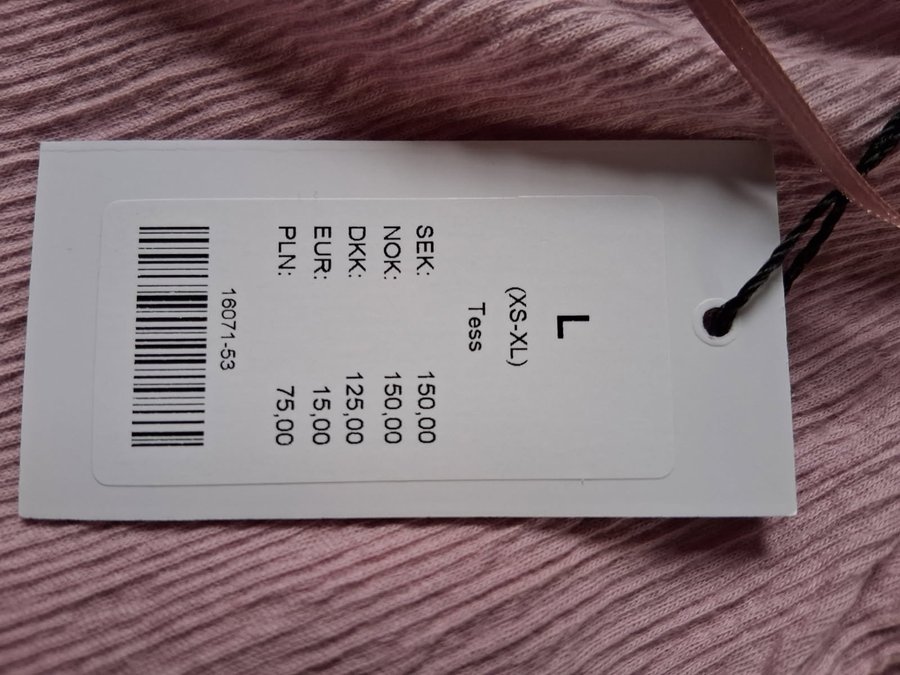 L
(XS-XL)
Tess
SEK: 150,00
NOK: 150,00
DKK: 125,00
EUR: 15,00
PLN: 75,00
16071-53